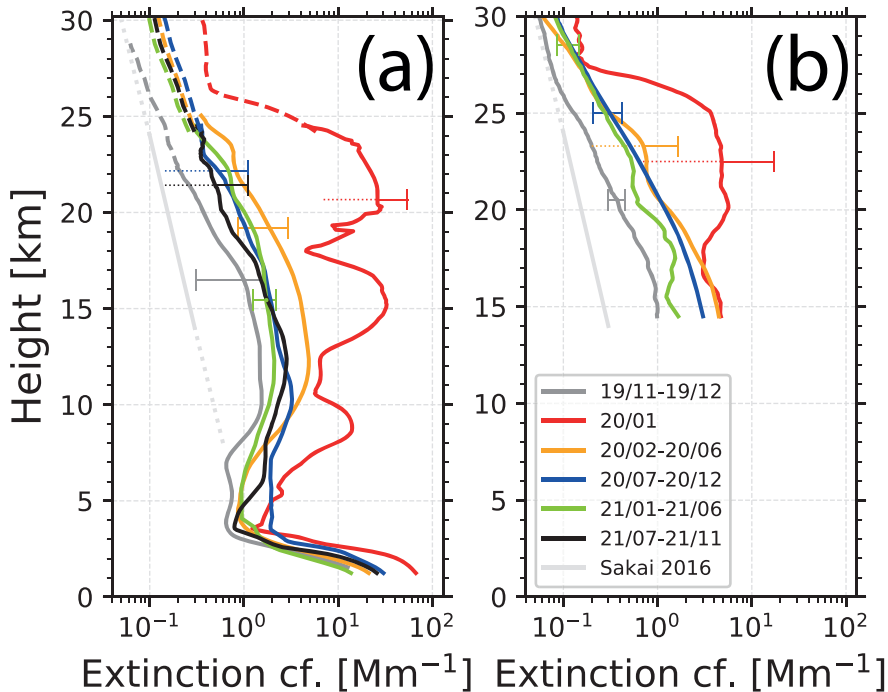 (a)
(b)
30
25
20
15
10
5
0
Height [km]
30
25
20
15
10
5
0
19/11-19/12
20/01
20/02-20/06
20/07-20/12
21/01-21/06
21/07-21/11
Sakai 2016
10⁻¹ 10⁰ 10¹ 10²
10⁻¹ 10⁰ 10¹ 10²
Extinction cf. [Mm⁻¹]
Extinction cf. [Mm⁻¹]